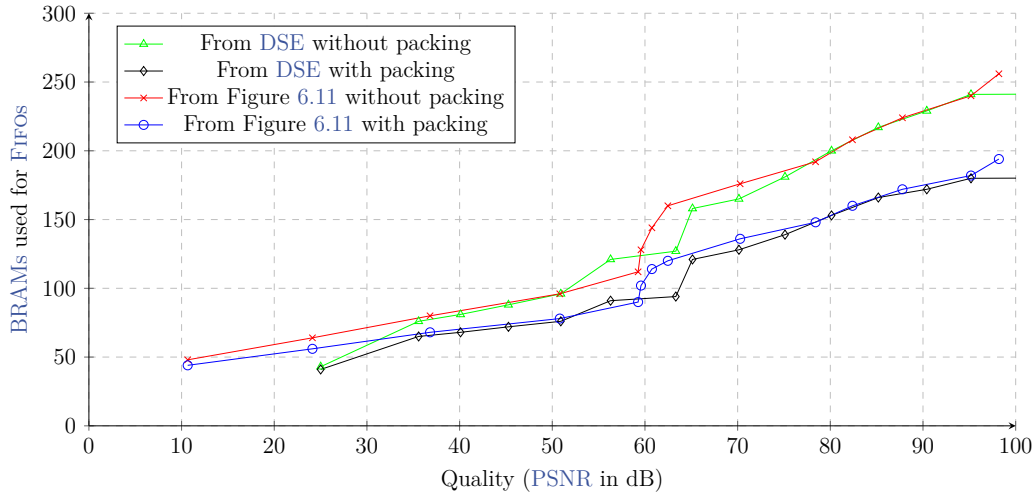 300
250
200
150
100
50
0
BRAMs used for FIFOs
From DSE without packing
From DSE with packing
From Figure 6.11 without packing
From Figure 6.11 with packing
0 10 20 30 40 50 60 70 80 90 100
Quality (PSNR in dB)